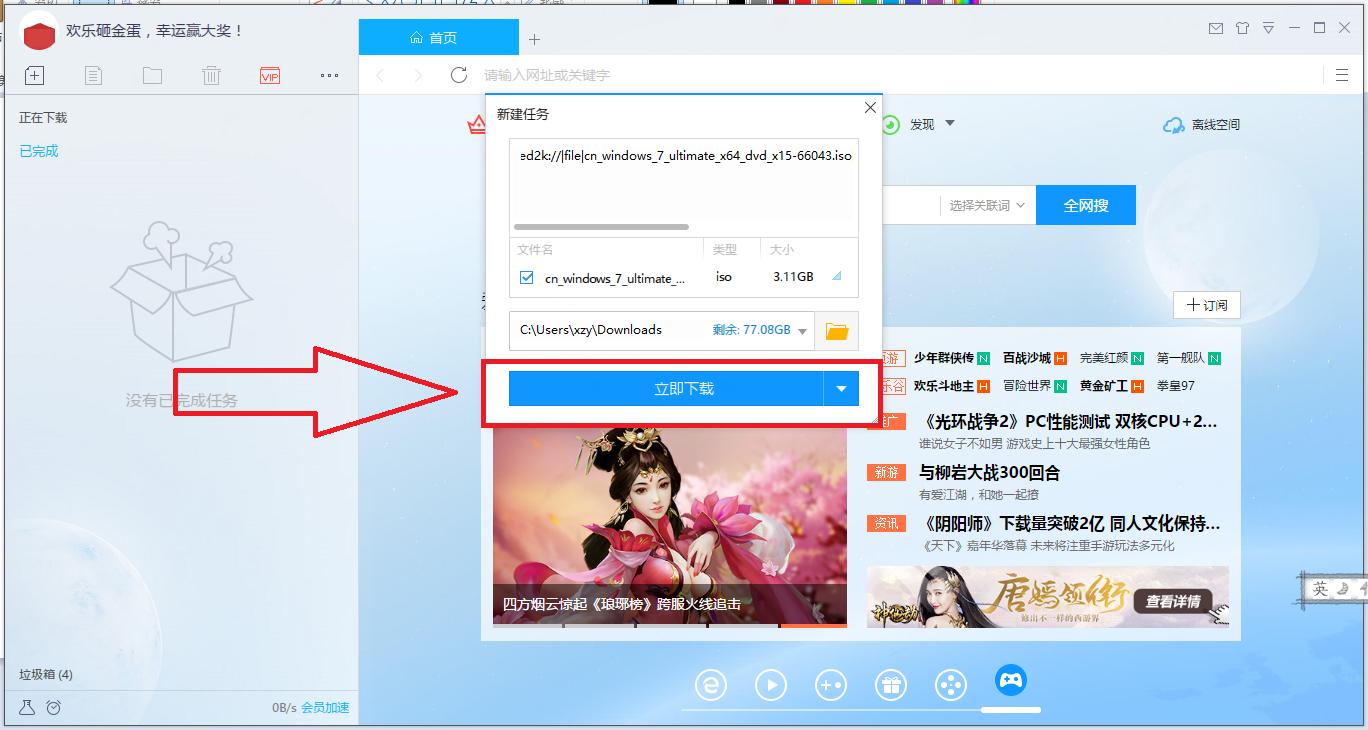 欢乐砸金蛋，幸运赢大奖！
首页
VIP
请输入网址或关键字
正在下载
已完成
没有已完成任务
垃圾箱 (4)
0B/s 会员加速
发现
离线空间
选择关联词
全网搜
订阅
新建任务
ed2k://|file|cn_windows_7_ultimate_x64_dvd_x15-66043.iso
文件名 类型 大小
cn_windows_7_ultimate_... iso 3.11GB
C:\Users\xzy\Downloads 剩余: 77.08GB
立即下载
四方烟云惊起《琅琊榜》跨服火线追击
少年群侠传 N 百战沙城 H 完美红颜 N 第一舰队 N
欢乐斗地主 H 冒险世界 N 黄金矿工 H 拳皇97
《光环战争2》PC性能测试 双核CPU+2...
谁说女子不如男 游戏史上十大最强女性角色
新游 与柳岩大战300回合
有爱江湖，和她一起撩
资讯 《阴阳师》下载量突破2亿 同人文化保持...
《天下》嘉年华落幕 未来将注重手游玩法多元化
唐嫣领衔
修出不一样的西游界
查看详情
英